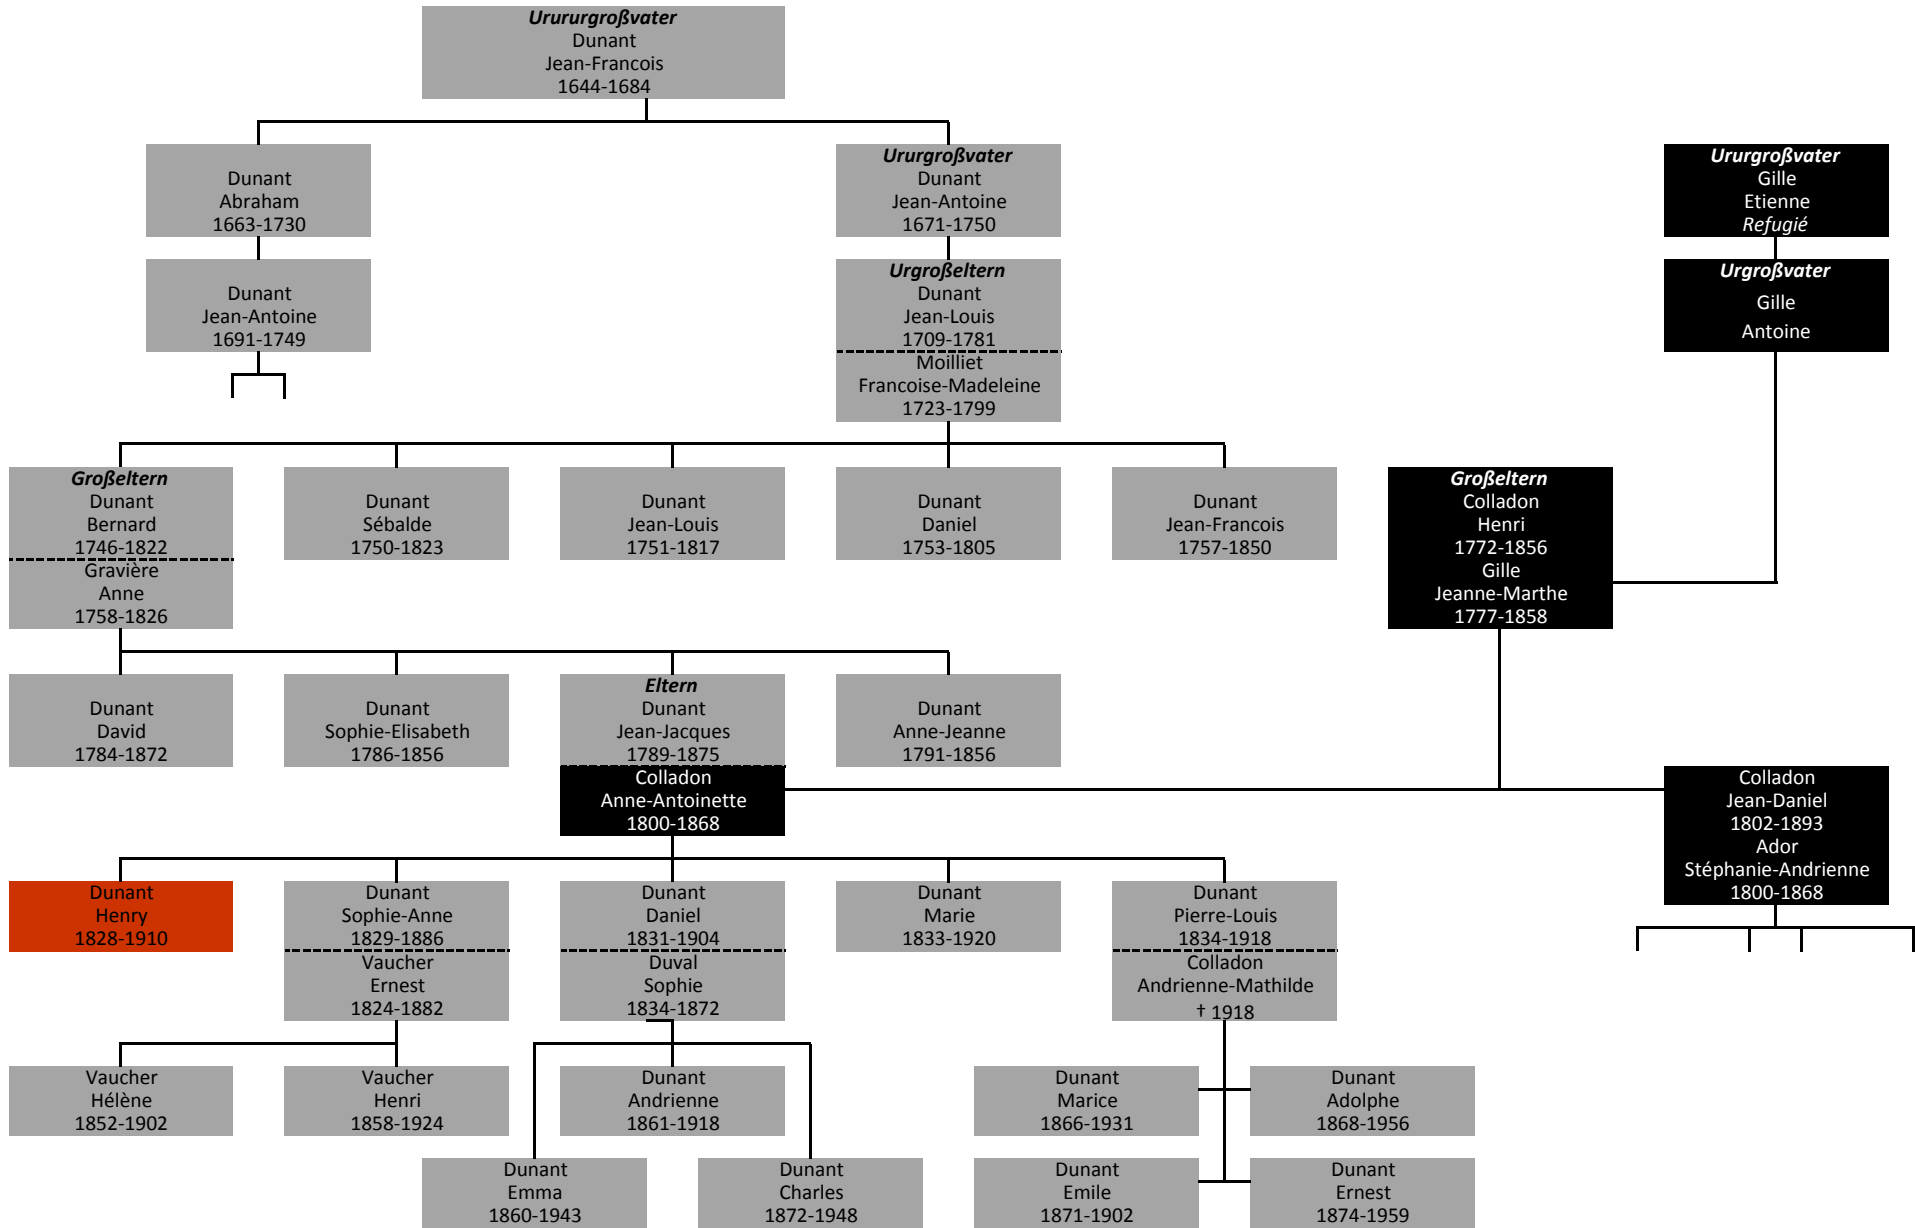 Urururgroßvater
Dunant
Jean-Francois
1644-1684
Dunant
Abraham
1663-1730
Ururgroßvater
Dunant
Jean-Antoine
1671-1750
Ururgroßvater
Gille
Etienne
Refugié
Dunant
Jean-Antoine
1691-1749
Urgroßeltern
Dunant
Jean-Louis
1709-1781
Moilliet
Francoise-Madeleine
1723-1799
Urgroßvater
Gille
Antoine
Großeltern
Dunant
Bernard
1746-1822
Gravière
Anne
1758-1826
Dunant
Sébalde
1750-1823
Dunant
Jean-Louis
1751-1817
Dunant
Daniel
1753-1805
Dunant
Jean-Francois
1757-1850
Großeltern
Colladon
Henri
1772-1856
Gille
Jeanne-Marthe
1777-1858
Dunant
David
1784-1872
Dunant
Sophie-Elisabeth
1786-1856
Eltern
Dunant
Jean-Jacques
1789-1875
Colladon
Anne-Antoinette
1800-1868
Dunant
Anne-Jeanne
1791-1856
Colladon
Jean-Daniel
1802-1893
Ador
Stéphanie-Andrienne
1800-1868
Dunant
Henry
1828-1910
Dunant
Sophie-Anne
1829-1886
Vaucher
Ernest
1824-1882
Dunant
Daniel
1831-1904
Duval
Sophie
1834-1872
Dunant
Marie
1833-1920
Dunant
Pierre-Louis
1834-1918
Colladon
Andrienne-Mathilde
† 1918
Vaucher
Hélène
1852-1902
Vaucher
Henri
1858-1924
Dunant
Andrienne
1861-1918
Dunant
Marice
1866-1931
Dunant
Adolphe
1868-1956
Dunant
Emma
1860-1943
Dunant
Charles
1872-1948
Dunant
Emile
1871-1902
Dunant
Ernest
1874-1959